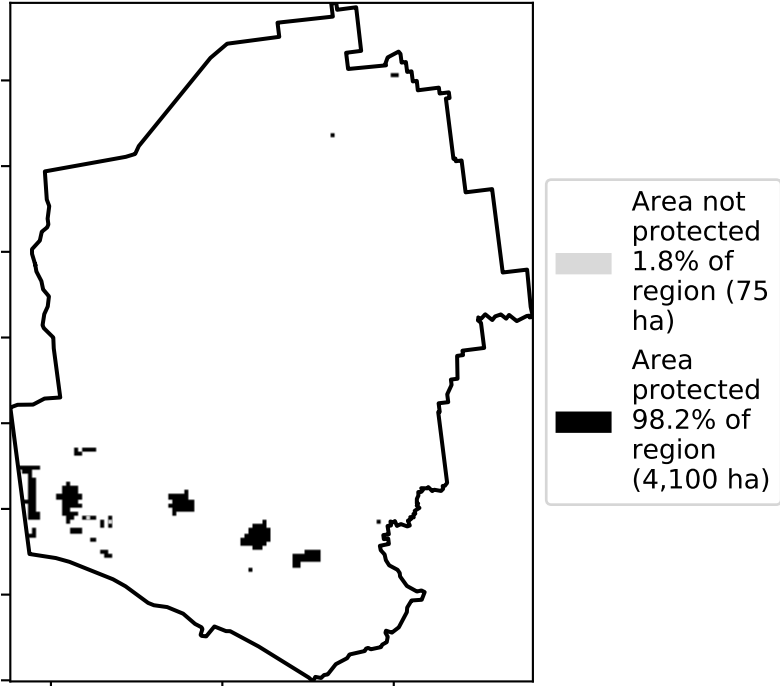 Area not
protected
1.8% of
region (75
ha)
Area
protected
98.2% of
region
(4,100 ha)